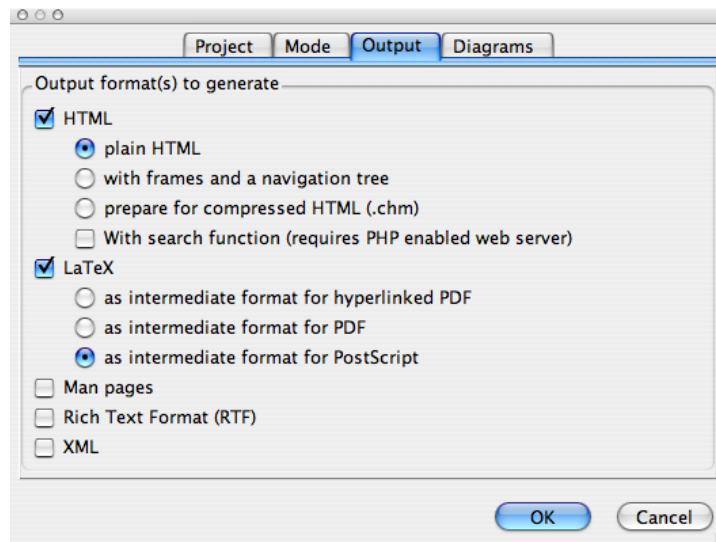 Project Mode Output Diagrams
Output format(s) to generate
HTML
plain HTML
with frames and a navigation tree
prepare for compressed HTML (.chm)
With search function (requires PHP enabled web server)
LaTeX
as intermediate format for hyperlinked PDF
as intermediate format for PDF
as intermediate format for PostScript
Man pages
Rich Text Format (RTF)
XML
OK Cancel